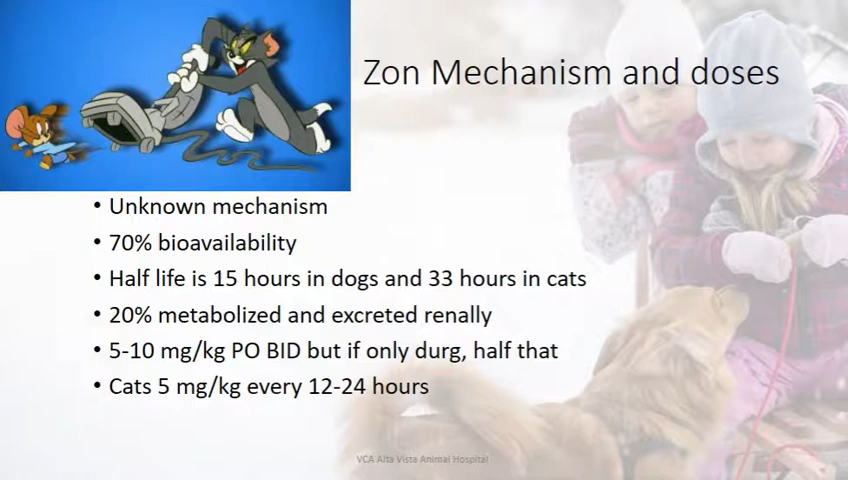 Zon Mechanism and doses
• Unknown mechanism
• 70% bioavailability
• Half life is 15 hours in dogs and 33 hours in cats
• 20% metabolized and excreted renally
• 5-10 mg/kg PO BID but if only durg, half that
• Cats 5 mg/kg every 12-24 hours
VCA Alta Vista Animal Hospital